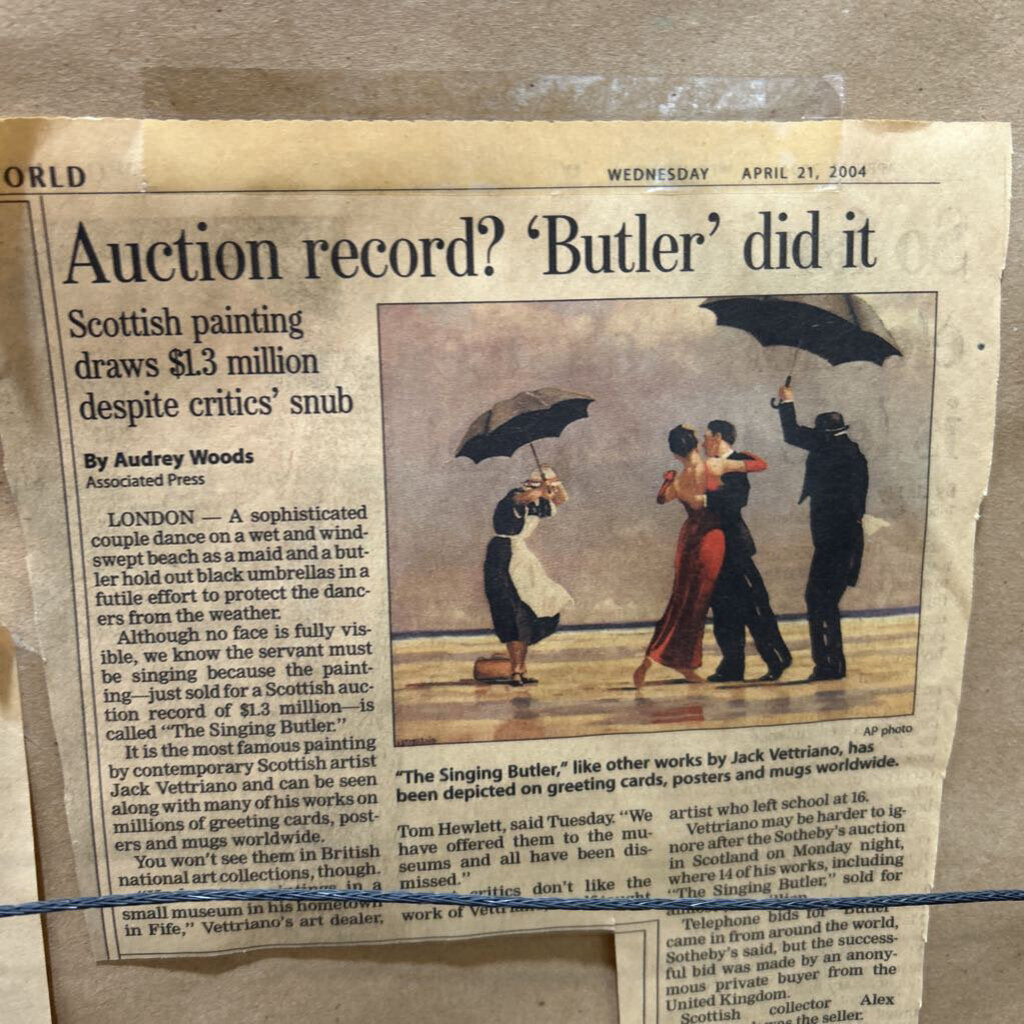 ORLD
WEDNESDAY APRIL 21, 2004
Auction record? ‘Butler’ did it
Scottish painting
draws $1.3 million
despite critics’ snub
By Audrey Woods
Associated Press
LONDON — A sophisticated
couple dance on a wet and wind-
swept beach as a maid and a but-
ler hold out black umbrellas in a
futile effort to protect the danc-
ers from the weather.
Although no face is fully vis-
ible, we know the servant must
be singing because the paint-
ing—just sold for a Scottish auc-
tion record of $1.3 million—is
called “The Singing Butler.”
It is the most famous painting
by contemporary Scottish artist
Jack Vettriano and can be seen
along with many of his works on
millions of greeting cards, post-
ers and mugs worldwide.
You won’t see them in British
national art collections, though.
in a
small museum in his hometown
in Fife,” Vettriano’s art dealer,
AP photo
“The Singing Butler,” like other works by Jack Vettriano, has
been depicted on greeting cards, posters and mugs worldwide.
Tom Hewlett, said Tuesday. “We
have offered them to the mu-
seums and all have been dis-
missed.”
critics don’t like the
work of
artist who left school at 16.
Vettriano may be harder to ig-
nore after the Sotheby’s auction
in Scotland on Monday night,
where 14 of his works, including
“The Singing Butler,” sold for
Telephone bids for “Butler”
came in from around the world,
Sotheby’s said, but the success-
ful bid was made by an anony-
mous private buyer from the
United Kingdom.
Scottish collector Alex
the seller.